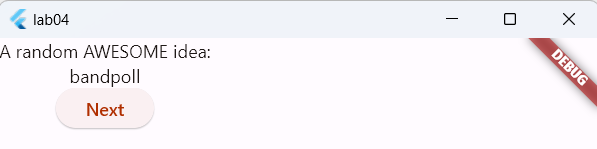 lab04
A random AWESOME idea:
bandpoll
Next
DEBUG